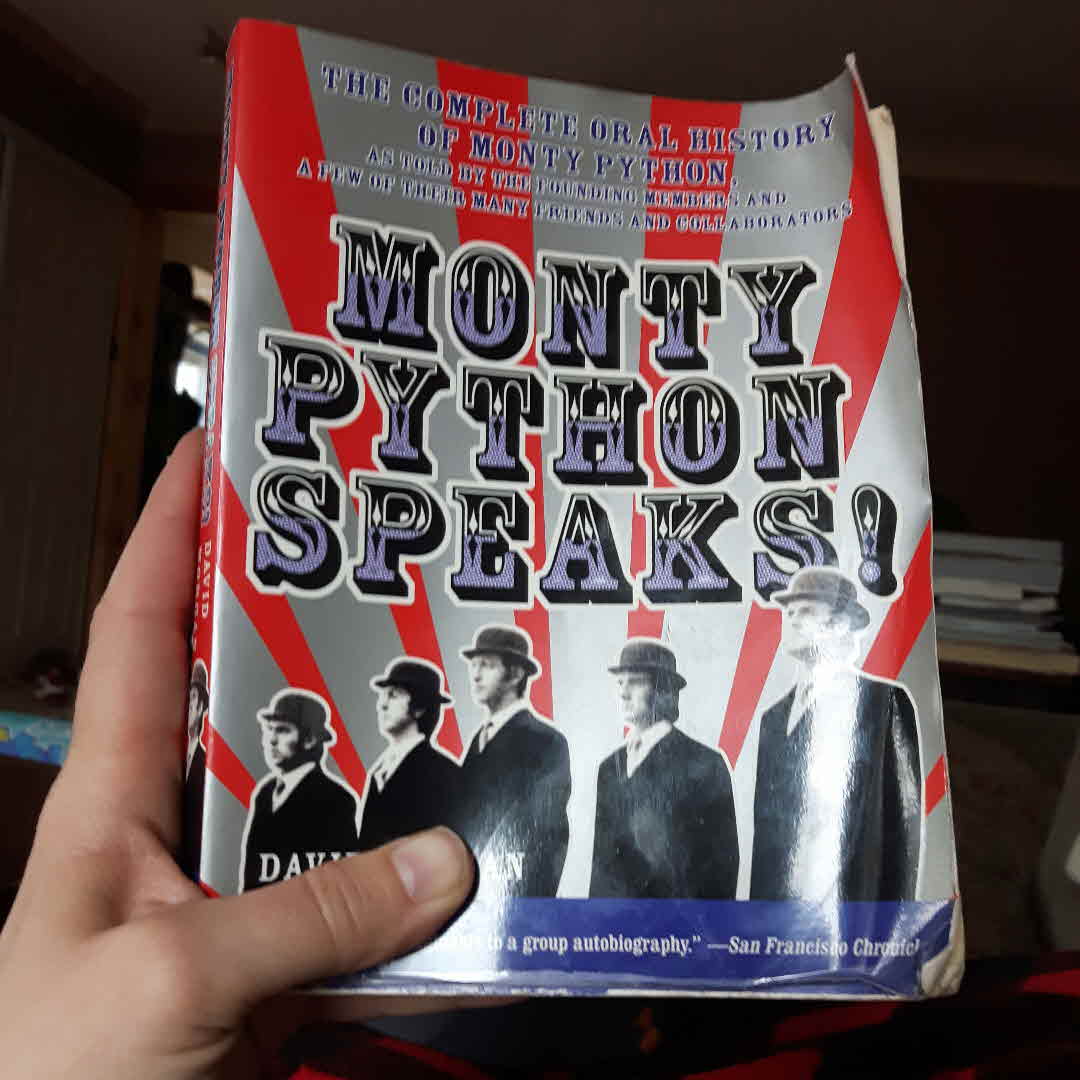 THE COMPLETE ORAL HISTORY
OF MONTY PYTHON,
AS TOLD BY THE FOUNDING MEMBERS AND
A FEW OF THEIR MANY FRIENDS AND COLLABORATORS
MONTY
PYTHON
SPEAKS!
DAVID
to a group autobiography." —San Francisco